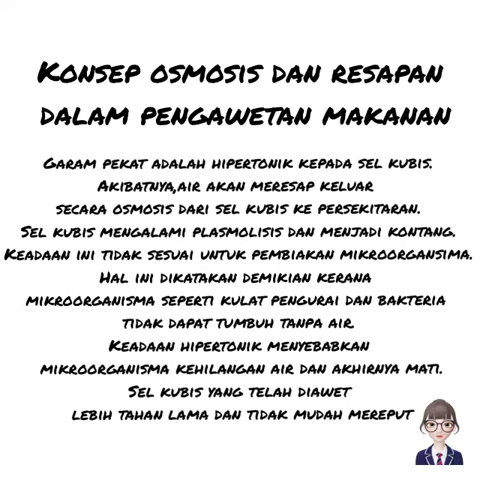 Konsep osmosis dan resapan
dalam pengawetan makanan
Garam pekat adalah hipertonik kepada sel kubis.
Akibatnya,air akan meresap keluar
secara osmosis dari sel kubis ke persekitaran.
Sel kubis mengalami plasmolisis dan menjadi kontang.
Keadaan ini tidak sesuai untuk pembiakan mikroorgansima.
Hal ini dikatakan demikian kerana
mikroorganisma seperti kulat pengurai dan bakteria
tidak dapat tumbuh tanpa air.
Keadaan hipertonik menyebabkan
mikroorganisma kehilangan air dan akhirnya mati.
Sel kubis yang telah diawet
lebih tahan lama dan tidak mudah mereput